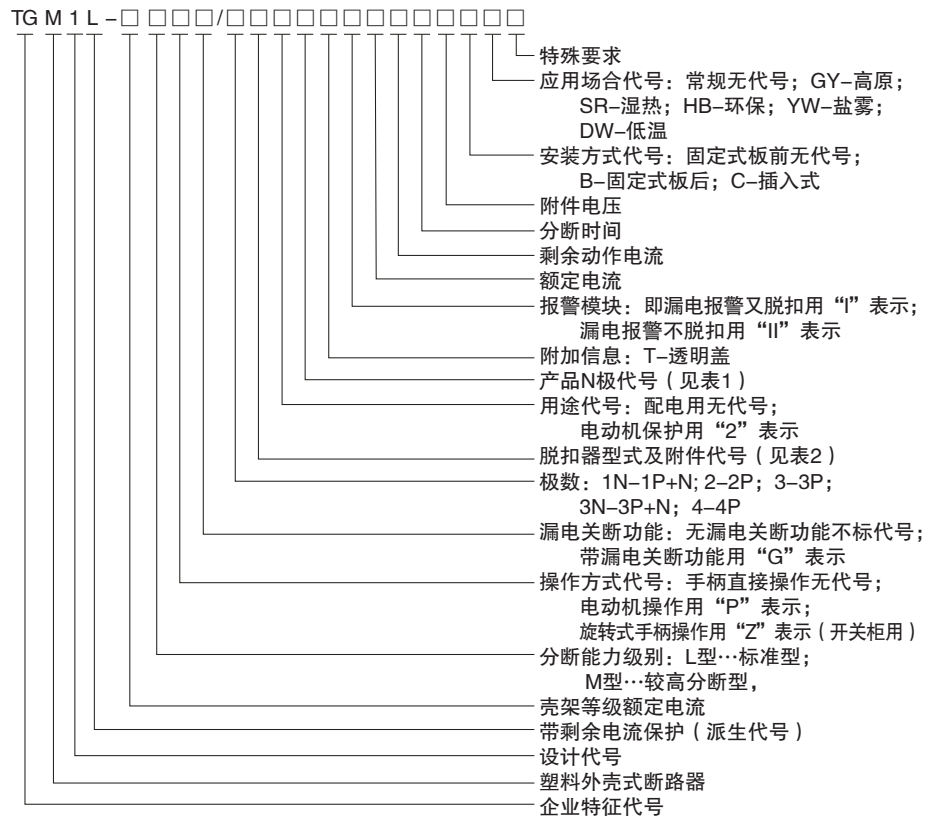 TG M 1 L-□ □□□/□□□□□□□□□□□□□
特殊要求
应用场合代号：常规无代号；GY-高原；
SR-湿热；HB-环保；YW-盐雾；
DW-低温
安装方式代号：固定式板前无代号；
B-固定式板后；C-插入式
附件电压
分断时间
剩余动作电流
额定电流
报警模块：即漏电报警又脱扣用“I”表示；
漏电报警不脱扣用“II”表示
附加信息：T-透明盖
产品N极代号（见表1）
用途代号：配电用无代号；
电动机保护用“2”表示
脱扣器型式及附件代号（见表2）
极数：1N-1P+N; 2-2P；3-3P；
3N-3P+N；4-4P
漏电关断功能：无漏电关断功能不标代号；
带漏电关断功能用“G”表示
操作方式代号：手柄直接操作无代号；
电动机操作用“P”表示；
旋转式手柄操作用“Z”表示（开关柜用）
分断能力级别：L型…标准型；
M型…较高分断型，
壳架等级额定电流
带剩余电流保护（派生代号）
设计代号
塑料外壳式断路器
企业特征代号